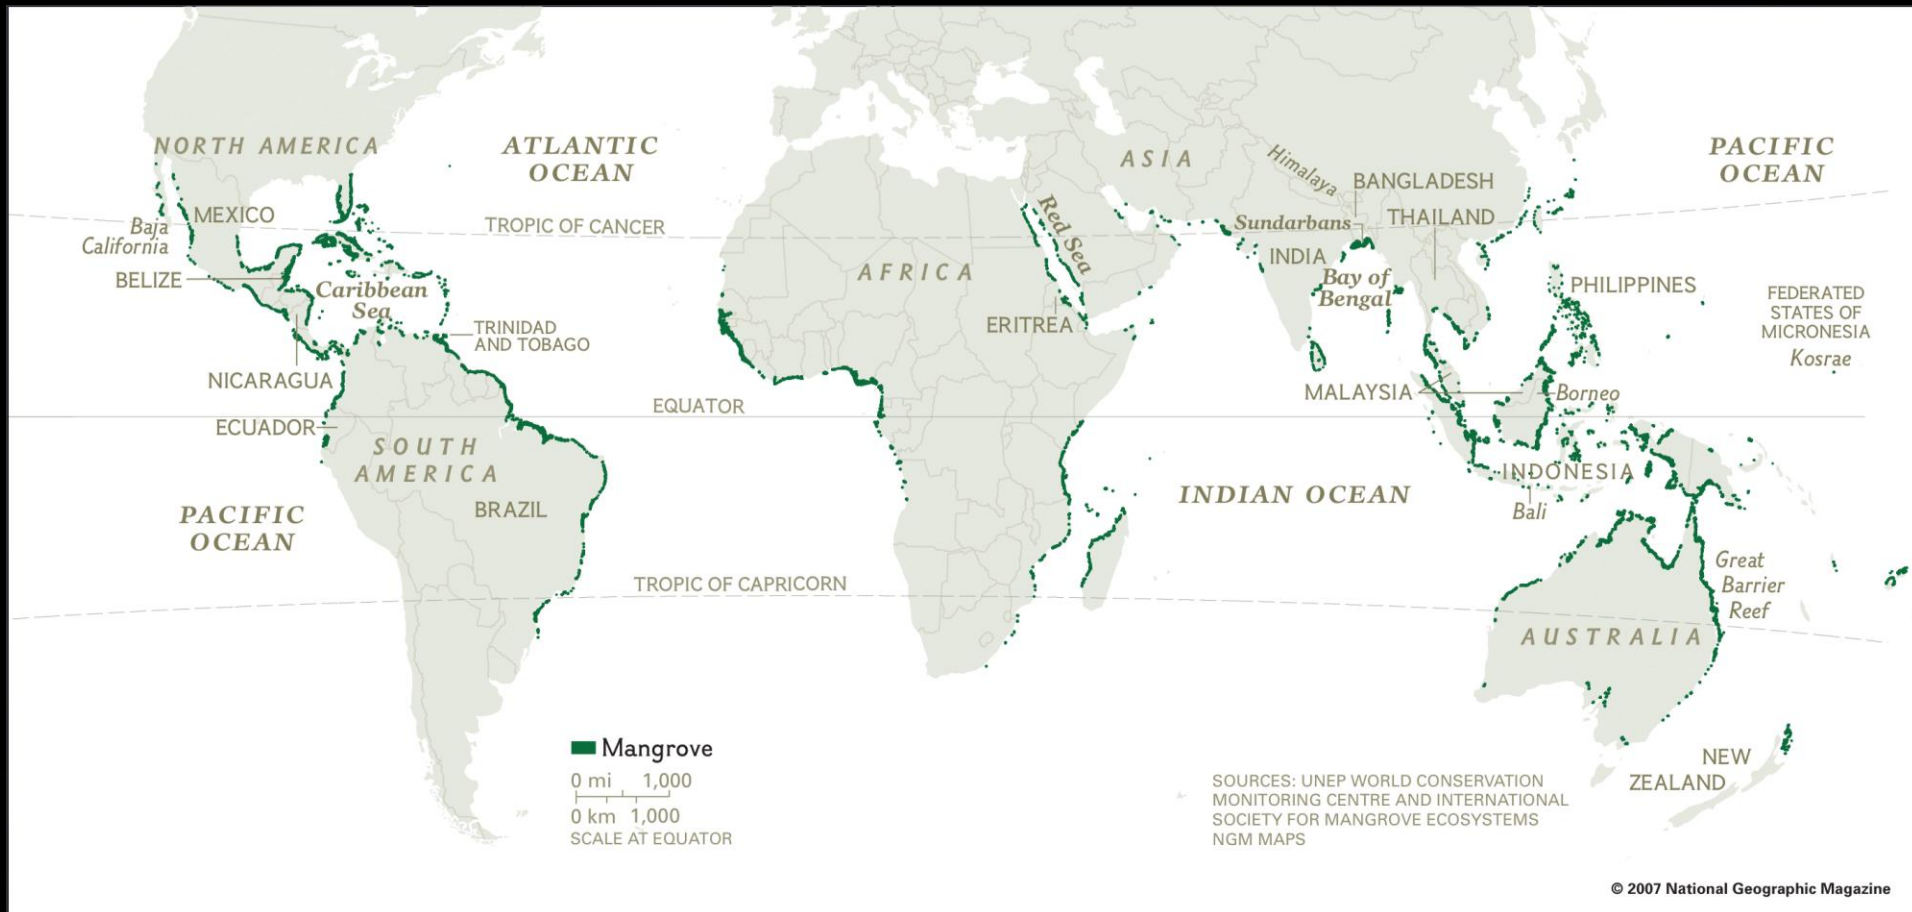 NORTH AMERICA
ATLANTIC
OCEAN
ASIA
Himalaya
PACIFIC
OCEAN
BANGLADESH
Baja
California
MEXICO
TROPIC OF CANCER
Red Sea
Sundarbans
THAILAND
BELIZE
Caribbean
Sea
AFRICA
INDIA
Bay of
Bengal
PHILIPPINES
FEDERATED
STATES OF
MICRONESIA
Kosrae
TRINIDAD
AND TOBAGO
ERITREA
NICARAGUA
MALAYSIA
Borneo
EQUATOR
ECUADOR
SOUTH
AMERICA
BRAZIL
INDIAN OCEAN
INDONESIA
Bali
PACIFIC
OCEAN
TROPIC OF CAPRICORN
Great
Barrier
Reef
AUSTRALIA
Mangrove
0 mi 1,000
0 km 1,000
SCALE AT EQUATOR
NEW
ZEALAND
SOURCES: UNEP WORLD CONSERVATION
MONITORING CENTRE AND INTERNATIONAL
SOCIETY FOR MANGROVE ECOSYSTEMS
NGM MAPS
© 2007 National Geographic Magazine